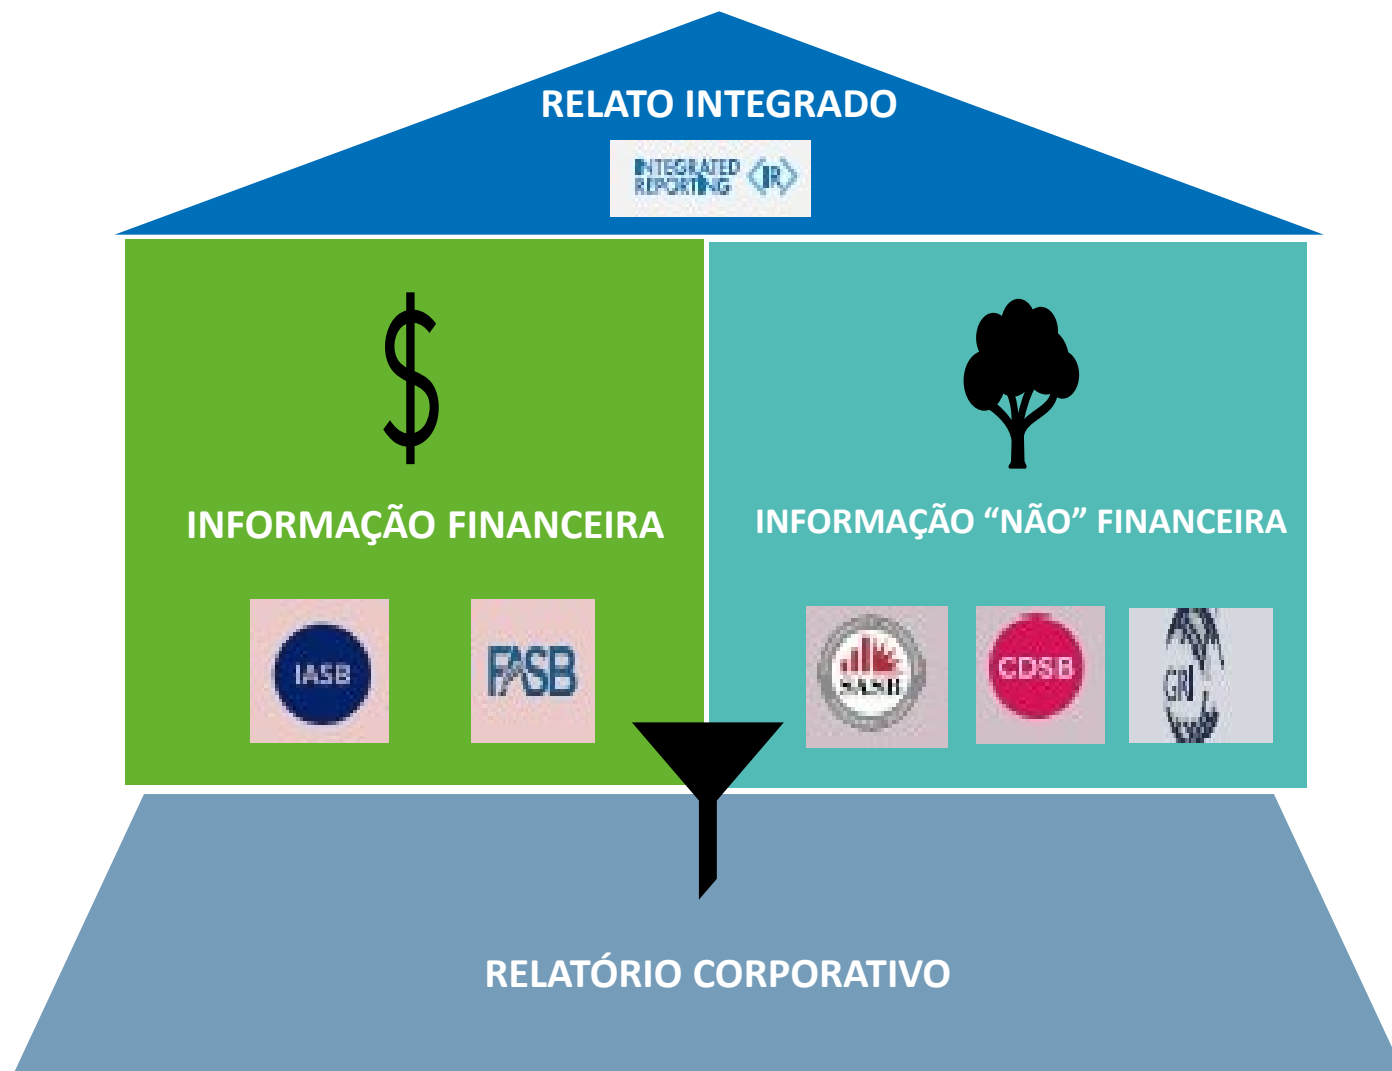 RELATO INTEGRADO
INTEGRATED
REPORTING <IR>
INFORMAÇÃO FINANCEIRA
INFORMAÇÃO “NÃO” FINANCEIRA
IASB
FASB
SASB
CDSB
GRI
RELATÓRIO CORPORATIVO